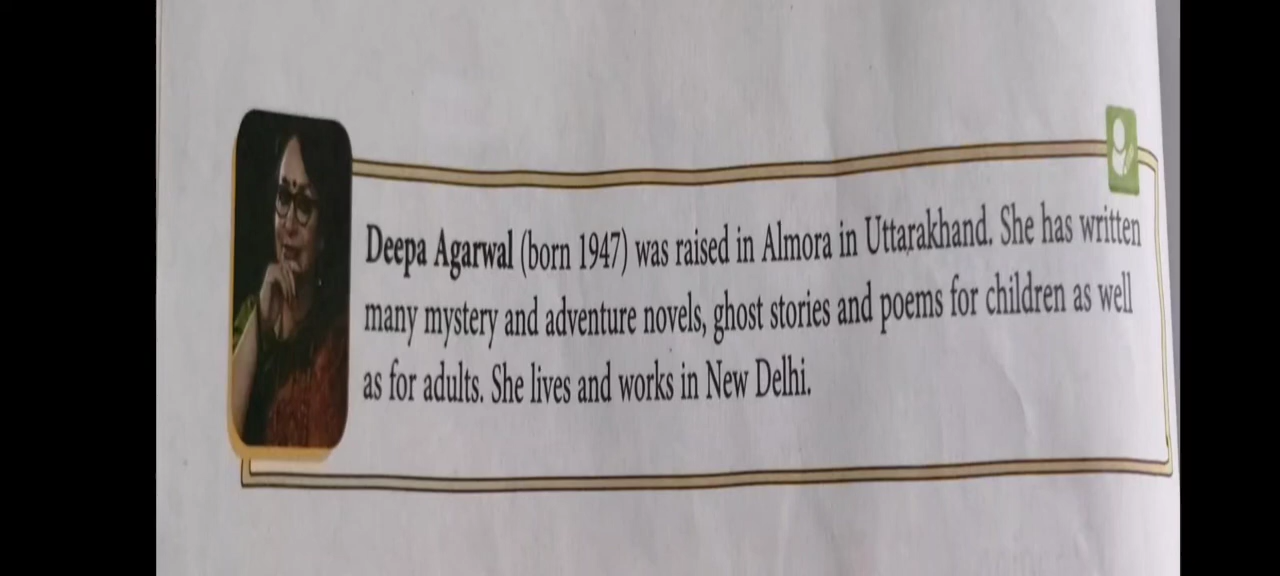 Deepa Agarwal (born 1947) was raised in Almora in Uttarakhand. She has written
many mystery and adventure novels, ghost stories and poems for children as well
as for adults. She lives and works in New Delhi.